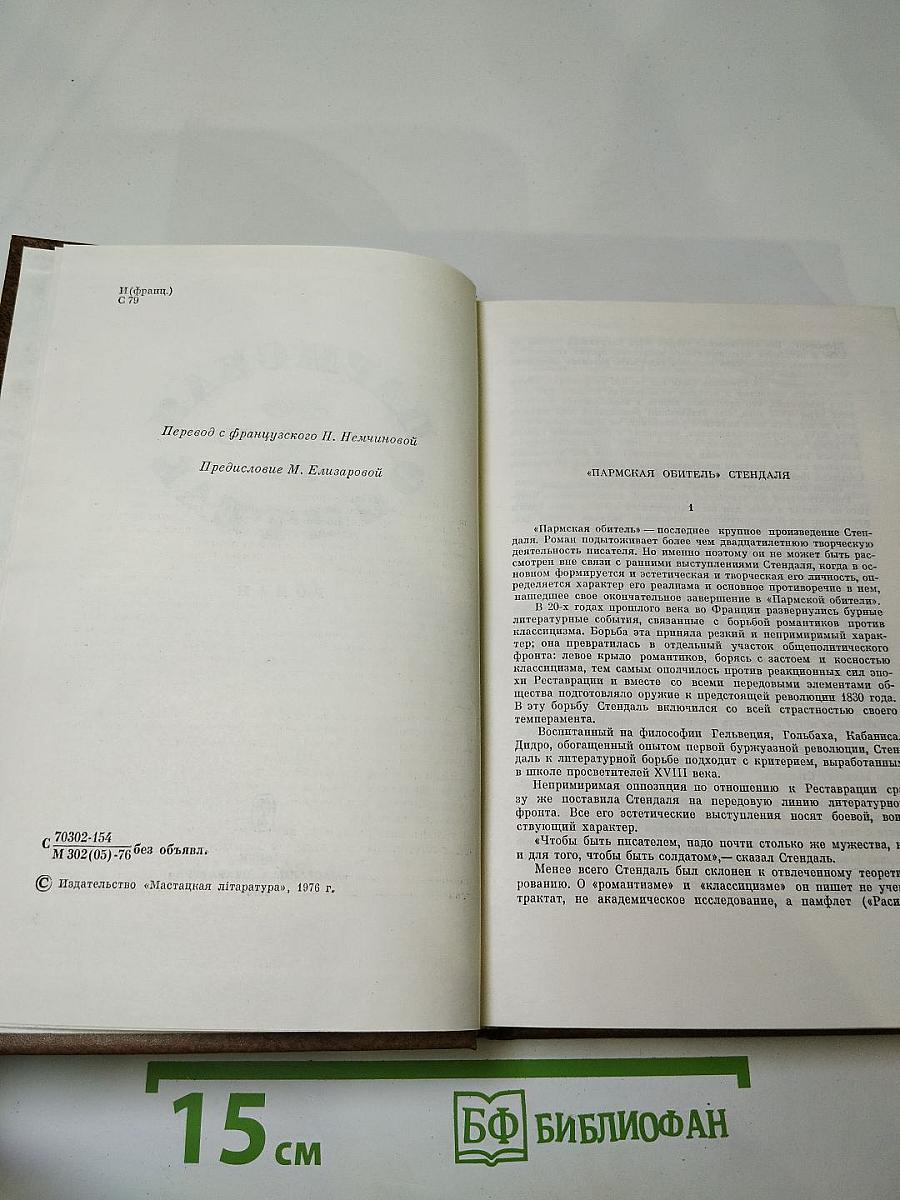 И(франц.)
С 79
Перевод с французского Н. Немчиновой
Предисловие М. Елизаровой
С 70302-154
М 302(05)-76 без объявл.
© Издательство «Мастацкая лiтаратура», 1976 г.
«ПАРМСКАЯ ОБИТЕЛЬ» СТЕНДАЛЯ
1
«Пармская обитель» — последнее крупное произведение Стен-
даля. Роман подытоживает более чем двадцатилетнюю творческую
деятельность писателя. Но именно поэтому он не может быть рас-
смотрен вне связи с ранними выступлениями Стендаля, когда в ос-
новном формируется и эстетическая и творческая его личность, оп-
ределяется характер его реализма и основное противоречие в нем,
нашедшее свое окончательное завершение в «Пармской обители».
В 20-х годах прошлого века во Франции развернулись бурные
литературные события, связанные с борьбой романтиков против
классицизма. Борьба эта приняла резкий и непримиримый харак-
тер; она превратилась в отдельный участок общеполитического
фронта: левое крыло романтиков, борясь с застоем и косностью
классицизма, тем самым ополчилось против реакционных сил эпо-
хи Реставрации и вместе со всеми передовыми элементами об-
щества подготовляло оружие к предстоящей революции 1830 года.
В эту борьбу Стендаль включился со всей страстностью своего
темперамента.
Воспитанный на философии Гельвеция, Гольбаха, Кабаниса,
Дидро, обогащенный опытом первой буржуазной революции, Стен-
даль к литературной борьбе подходит с критерием, выработанным
в школе просветителей XVIII века.
Непримиримая оппозиция по отношению к Реставрации сра
зу же поставила Стендаля на передовую линию литературно
фронта. Все его эстетические выступления носят боевой, вои
ствующий характер.
«Чтобы быть писателем, надо почти столько же мужества,
и для того, чтобы быть солдатом»,— сказал Стендаль.
Менее всего Стендаль был склонен к отвлеченному теорети
рованию. О «романтизме» и «классицизме» он пишет не учен
трактат, не академическое исследование, а памфлет («Раси
15 см
БФ БИБЛИОФАН